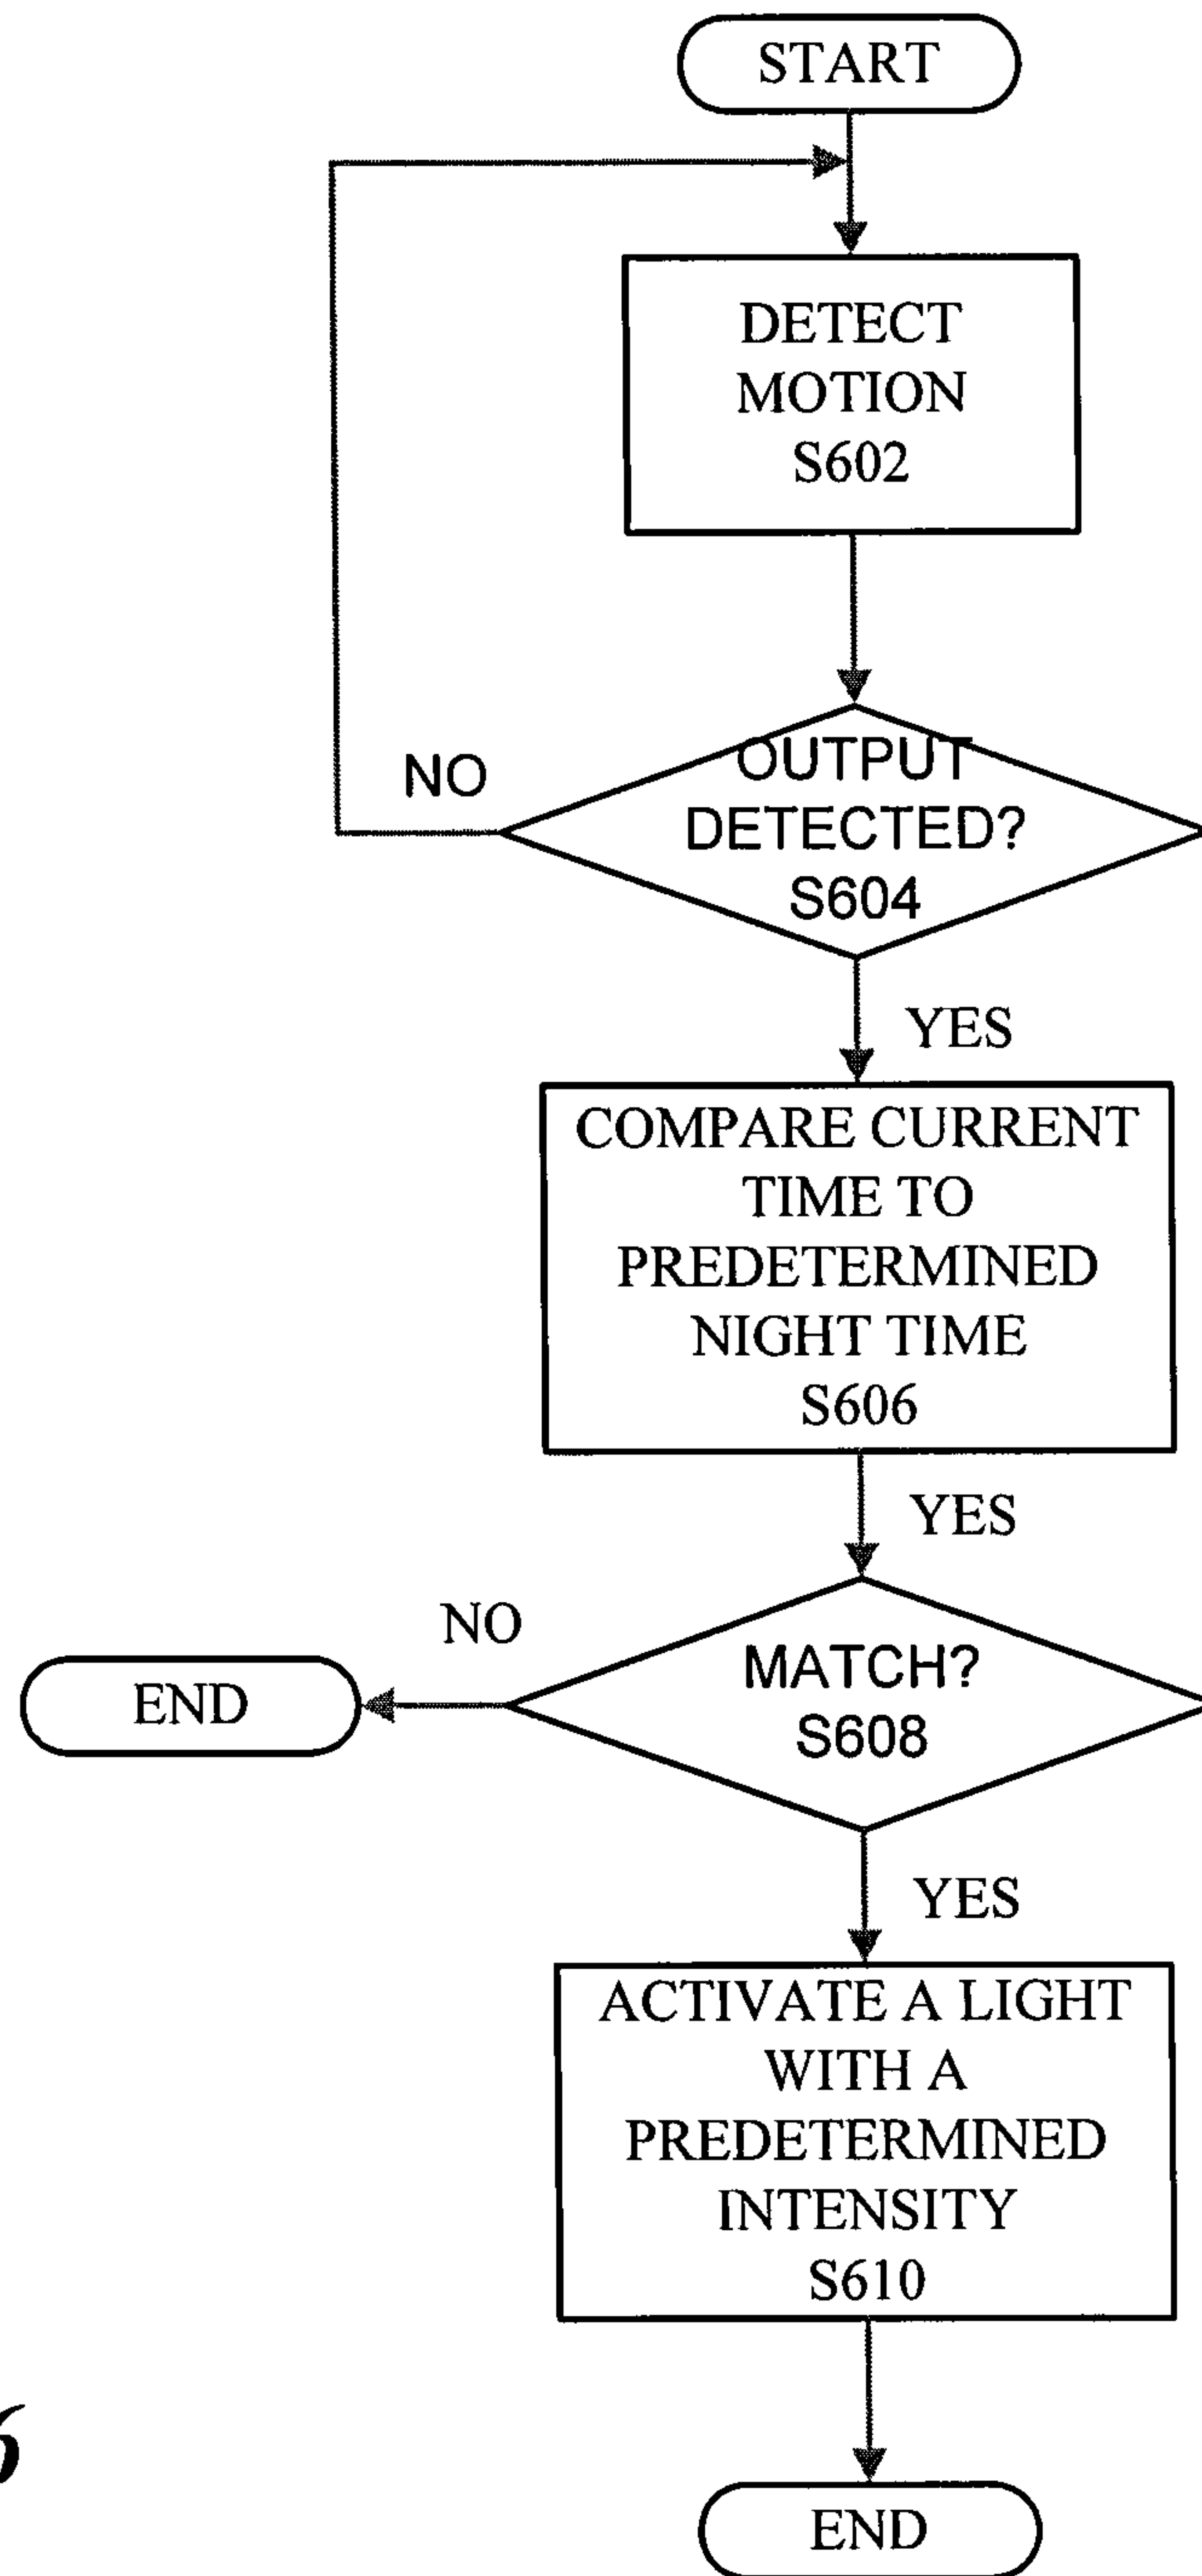 START
DETECT
MOTION
S602
NO
OUTPUT
DETECTED?
S604
YES
COMPARE CURRENT
TIME TO
PREDETERMINED
NIGHT TIME
S606
YES
NO
MATCH?
S608
END
YES
ACTIVATE A LIGHT
WITH A
PREDETERMINED
INTENSITY
S610
6
END